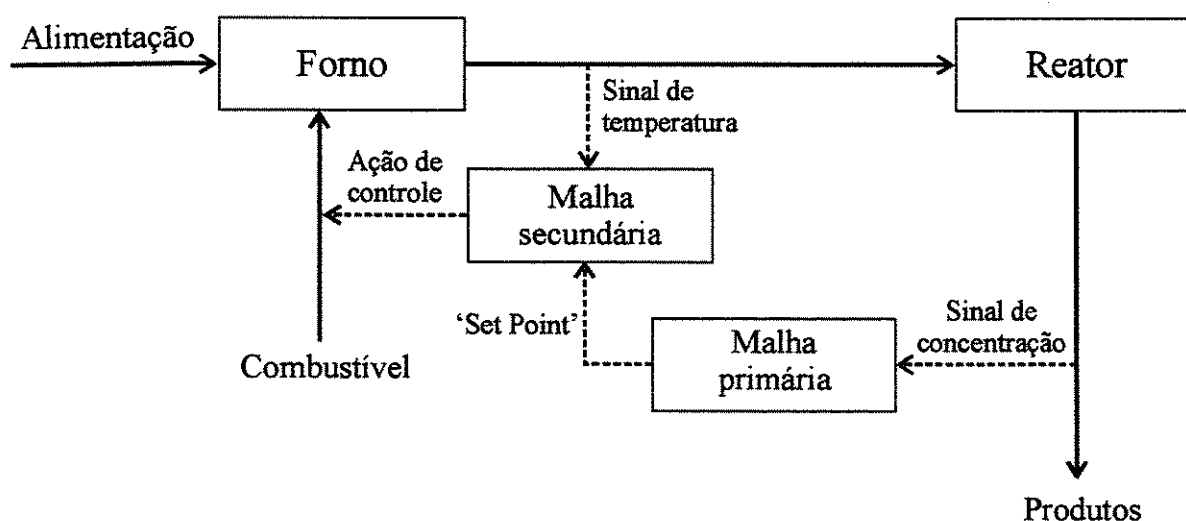 Alimentação
Forno
Reator
Sinal de
temperatura
Ação de
controle
Malha
secundária
'Set Point'
Malha
primária
Sinal de
concentração
Combustível
Produtos